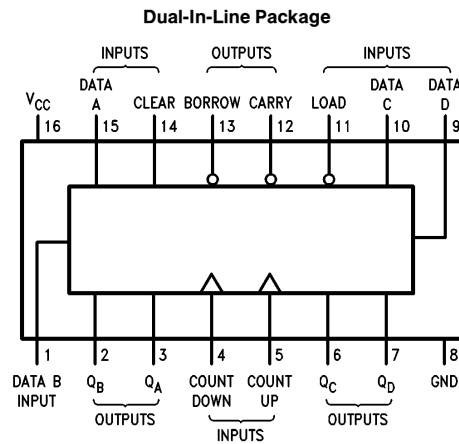 Dual-In-Line Package
INPUTS OUTPUTS INPUTS
DATA DATA DATA
VCC A CLEAR BORROW CARRY LOAD C D
16 15 14 13 12 11 10 9
1 2 3 4 5 6 7 8
DATA B QB QA COUNT COUNT QC QD GND
INPUT DOWN UP
OUTPUTS OUTPUTS
INPUTS